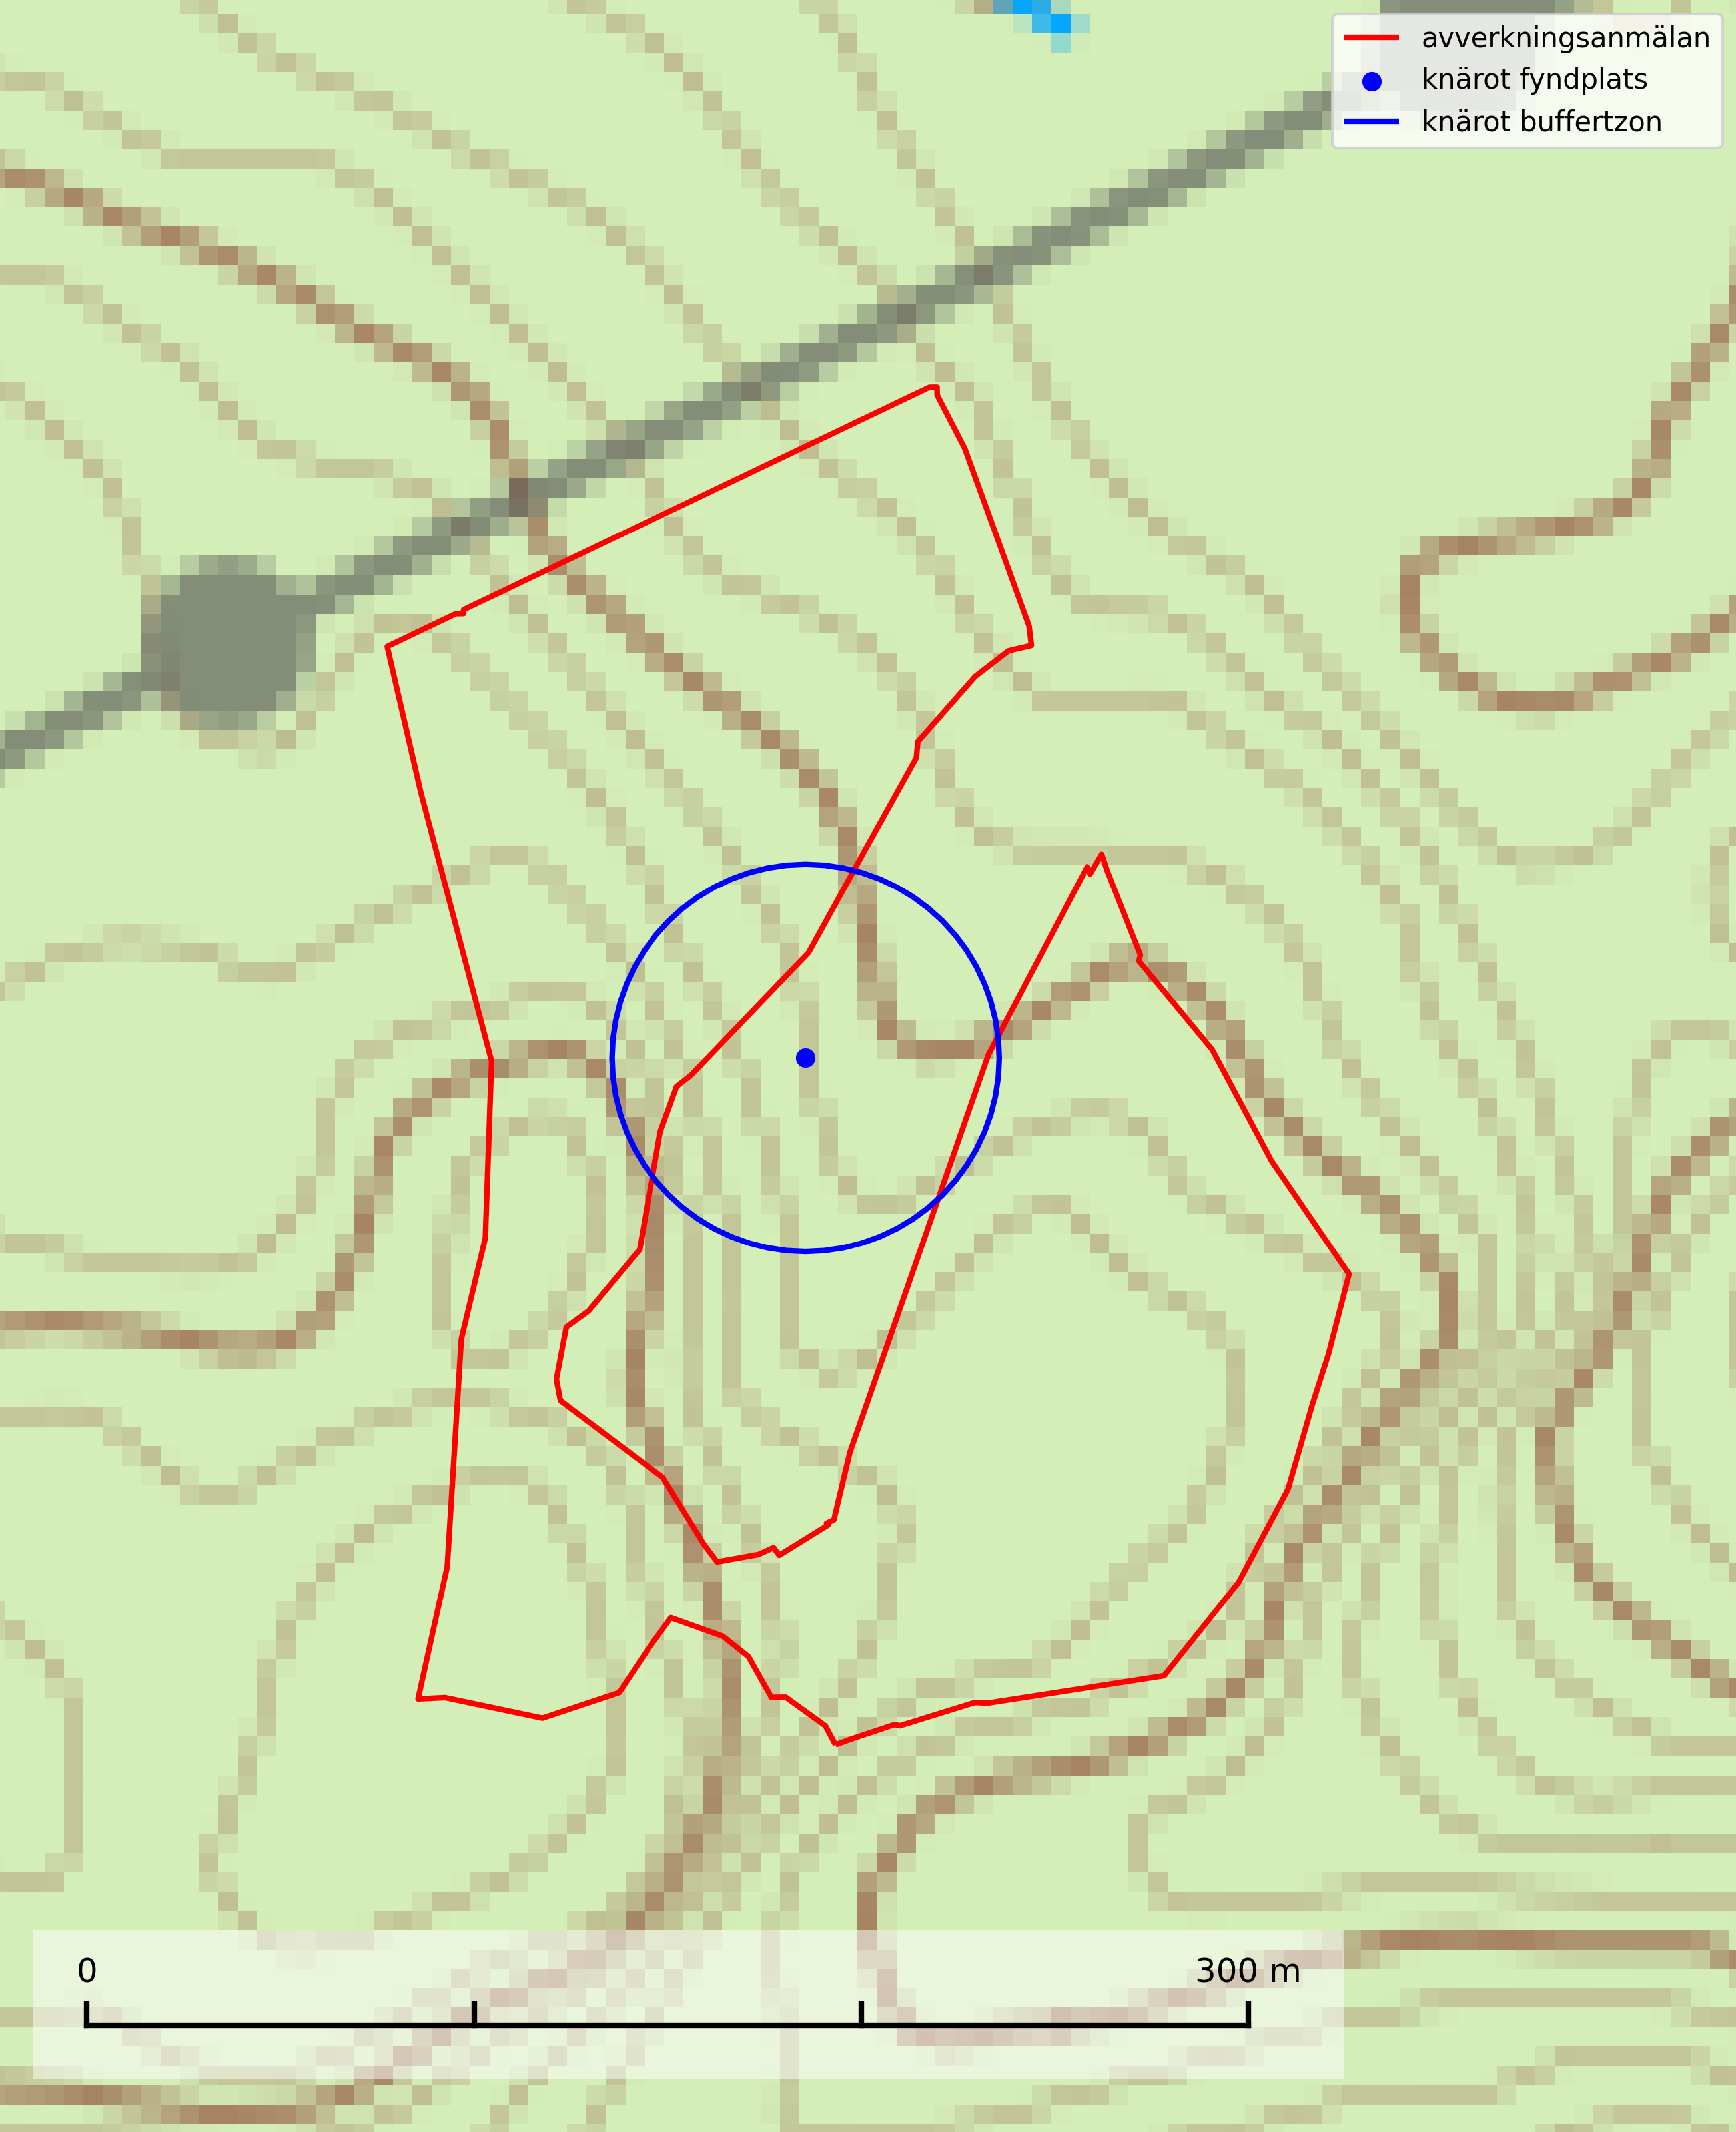 avverkningsanmälan
knärot fyndplats
knärot buffertzon
0 300 m